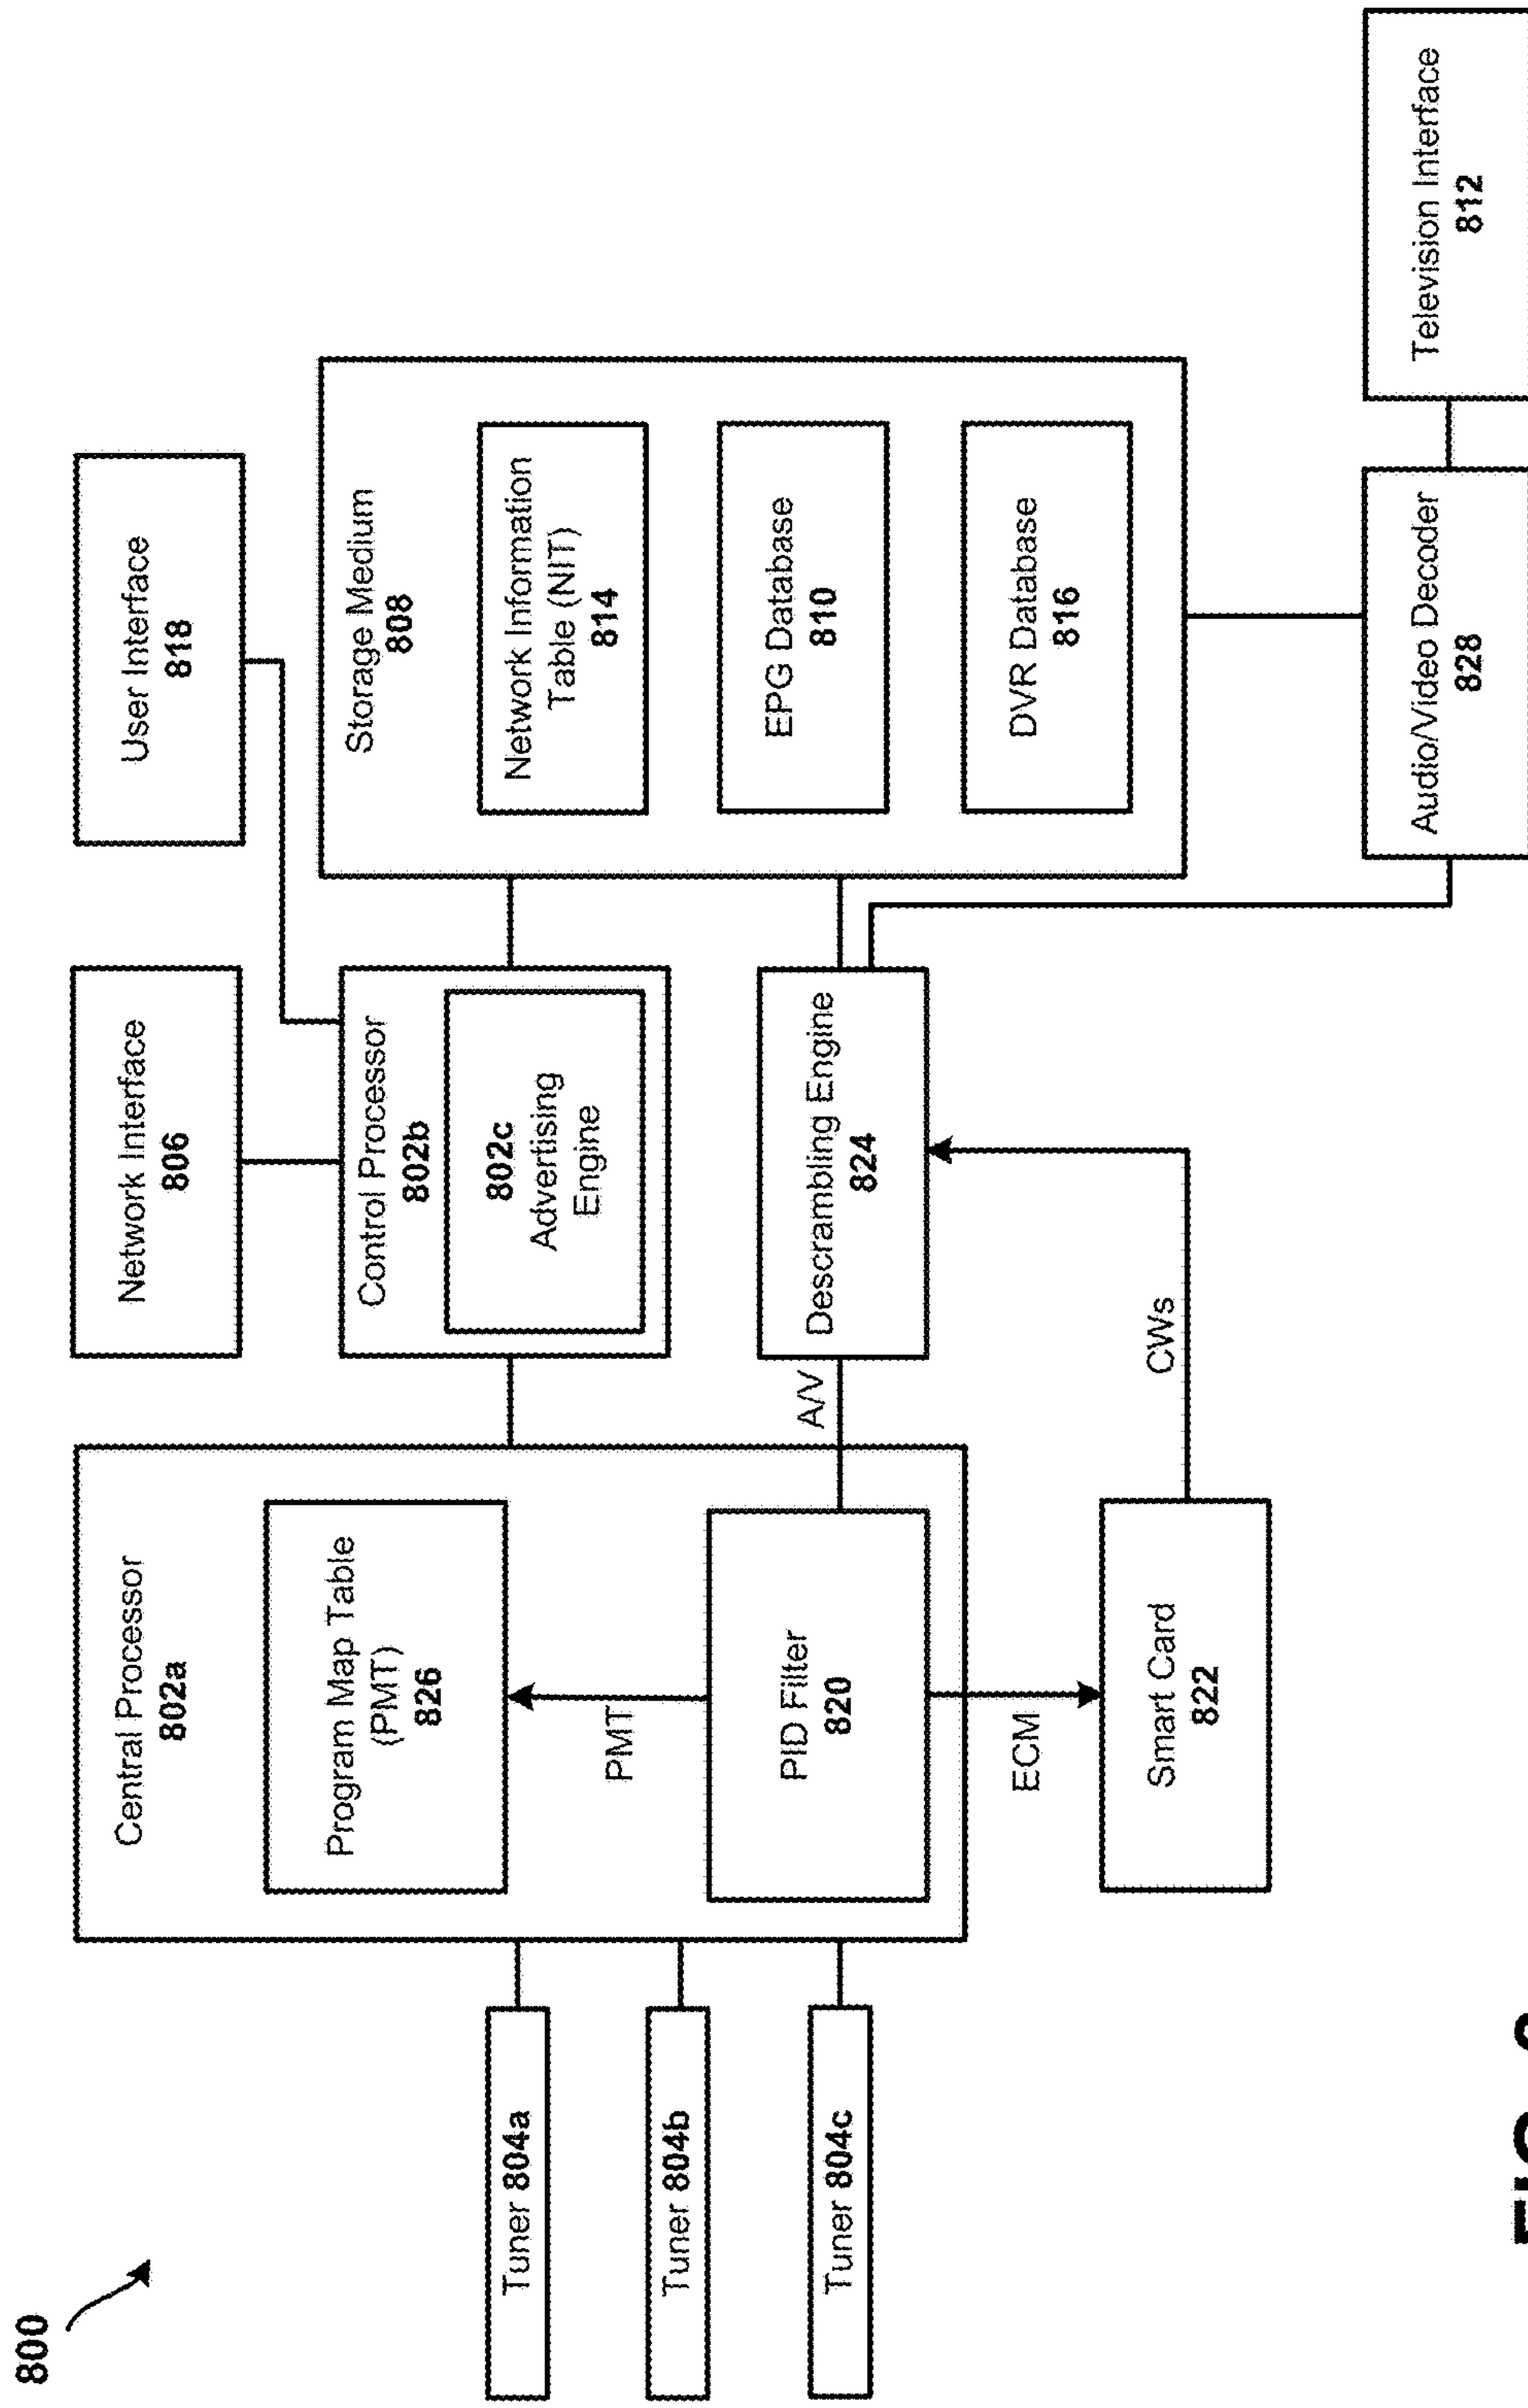 800
Tuner 804a
Tuner 804b
Tuner 804c
Central Processor
802a
Program Map Table
(PMT)
826
PMT
PID Filter
820
ECM
Smart Card
822
A/V
CWs
Network Interface
806
Control Processor
802b
802c
Advertising
Engine
Descrambling Engine
824
User Interface
818
Storage Medium
808
Network Information
Table (NIT)
814
EPG Database
810
DVR Database
816
Audio/Video Decoder
828
Television Interface
812